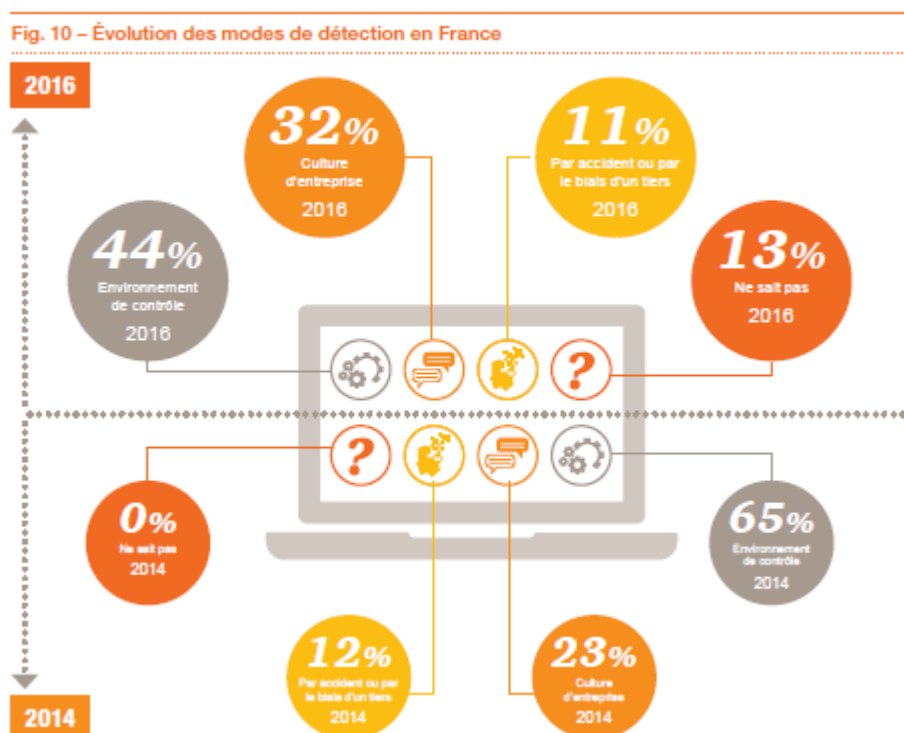 Fig. 10 – Évolution des modes de détection en France
2016
32%
Culture
d'entreprise
2016
11%
Par accident ou par
le biais d'un tiers
2016
44%
Environnement
de contrôle
2016
13%
Ne sait pas
2016
?
?
0%
Ne sait pas
2014
65%
Environnement
de contrôle
2014
12%
Par accident ou par
le biais d'un tiers
2014
23%
Culture
d'entreprise
2014
2014